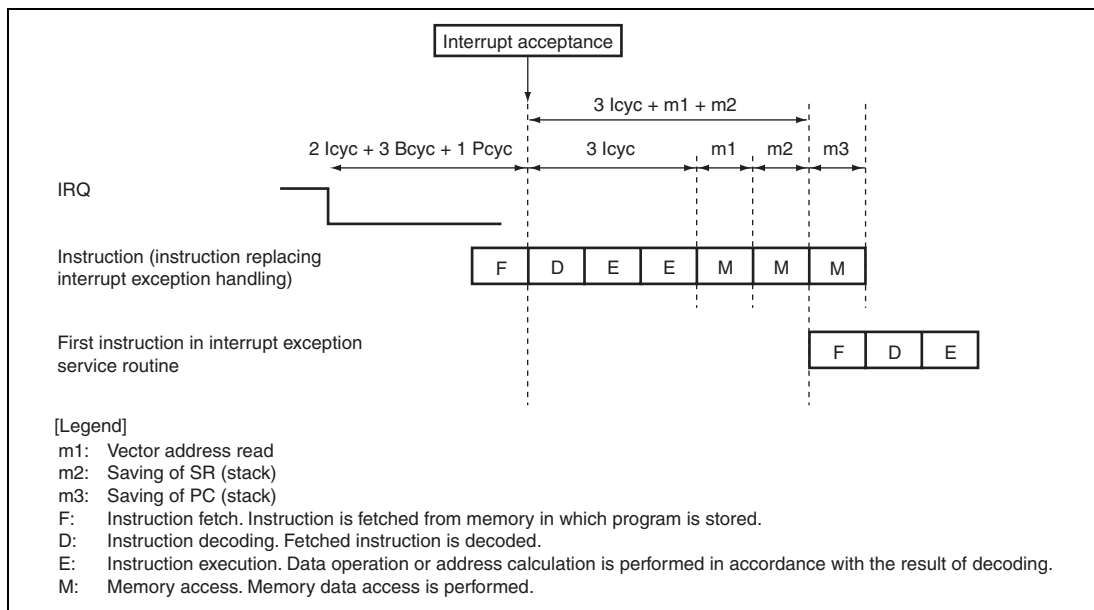 Interrupt acceptance
3 Icyc + m1 + m2
2 Icyc + 3 Bcyc + 1 Pcyc
3 Icyc
m1
m2
m3
IRQ
Instruction (instruction replacing
interrupt exception handling)
F D E E M M M
First instruction in interrupt exception
service routine
F D E
[Legend]
m1: Vector address read
m2: Saving of SR (stack)
m3: Saving of PC (stack)
F: Instruction fetch. Instruction is fetched from memory in which program is stored.
D: Instruction decoding. Fetched instruction is decoded.
E: Instruction execution. Data operation or address calculation is performed in accordance with the result of decoding.
M: Memory access. Memory data access is performed.